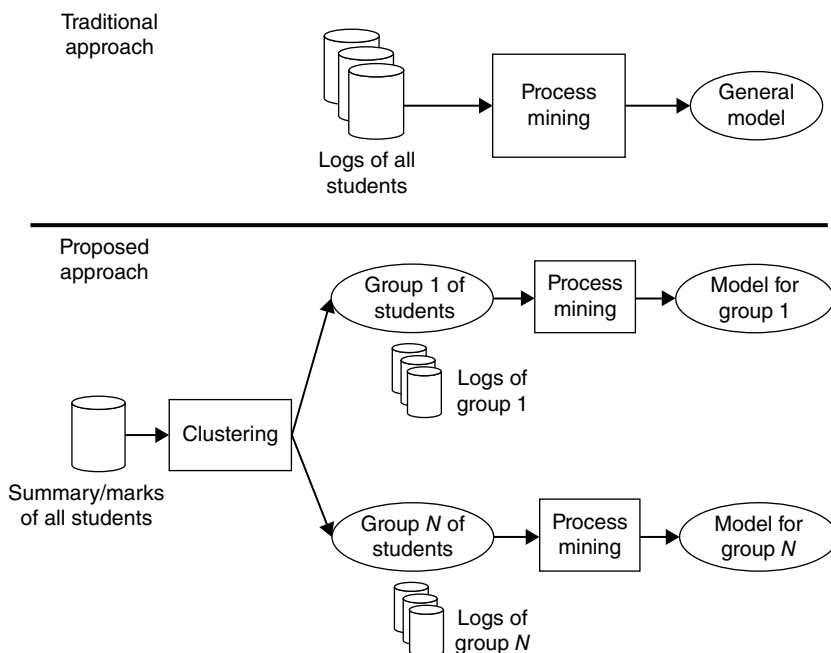 Traditional
approach
Logs of all
students
Process
mining
General
model
Proposed
approach
Summary/marks
of all students
Clustering
Group 1 of
students
Logs of
group 1
Process
mining
Model for
group 1
Group N of
students
Logs of
group N
Process
mining
Model for
group N